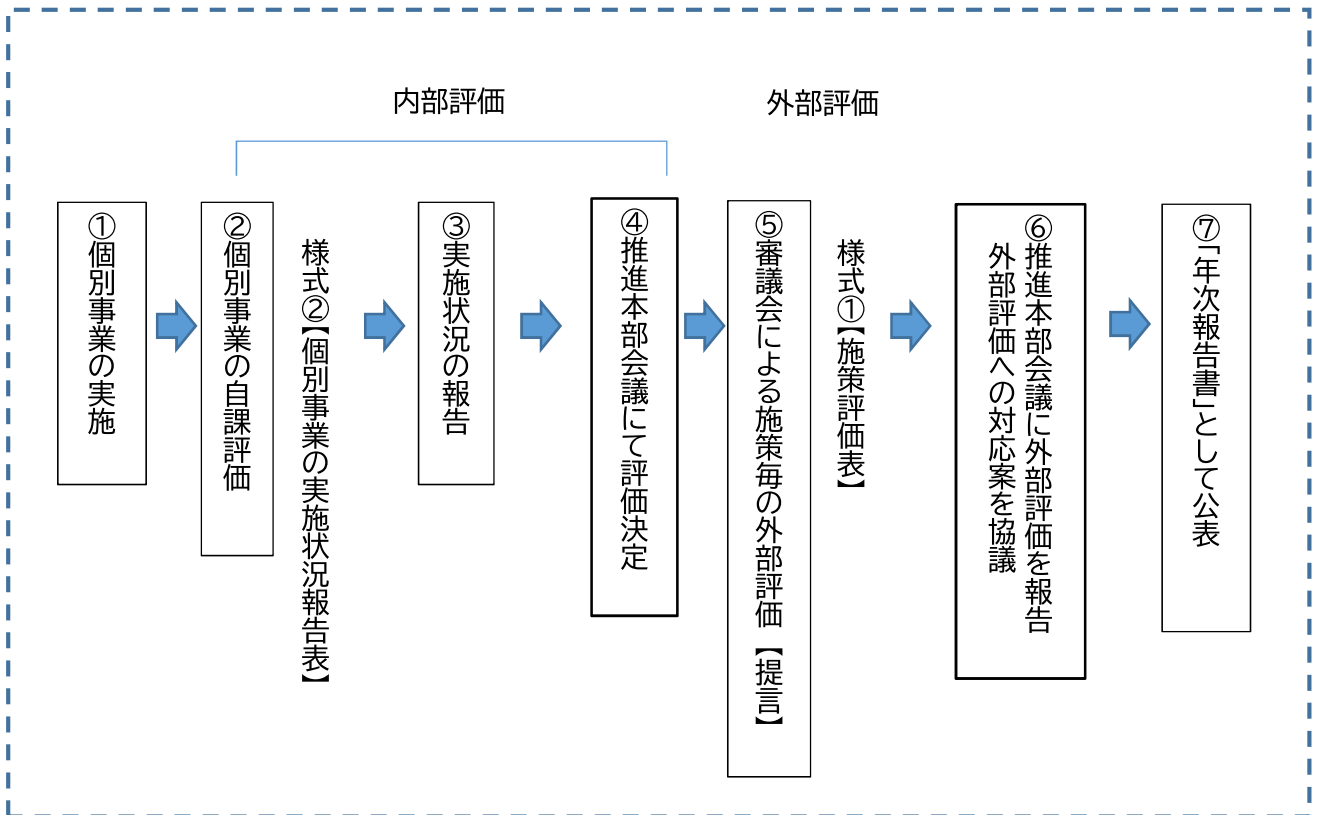 内部評価
外部評価
①個別事業の実施
②個別事業の自課評価
様式②【個別事業の実施状況報告表】
③実施状況の報告
④推進本部会議にて評価決定
⑤審議会による施策毎の外部評価【提言】
様式①【施策評価表】
⑥推進本部会議に外部評価を報告
外部評価への対応案を協議
⑦「年次報告書」として公表